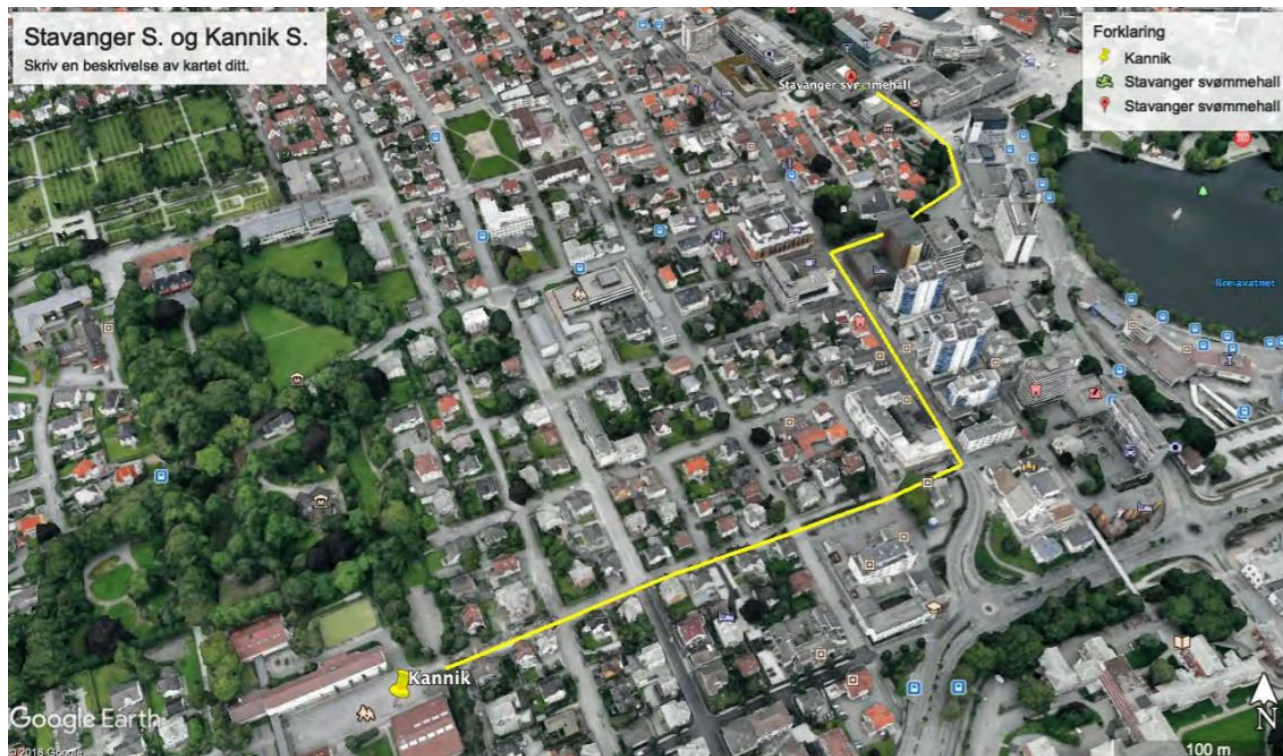 Stavanger S. og Kannik S.
Skriv en beskrivelse av kartet ditt.
Forklaring
Kannik
Stavanger svømmehall
Stavanger svømmehall
Stavanger svømmehall
Breiavatnet
Kannik
Google Earth
© 2018 Google
N
100 m